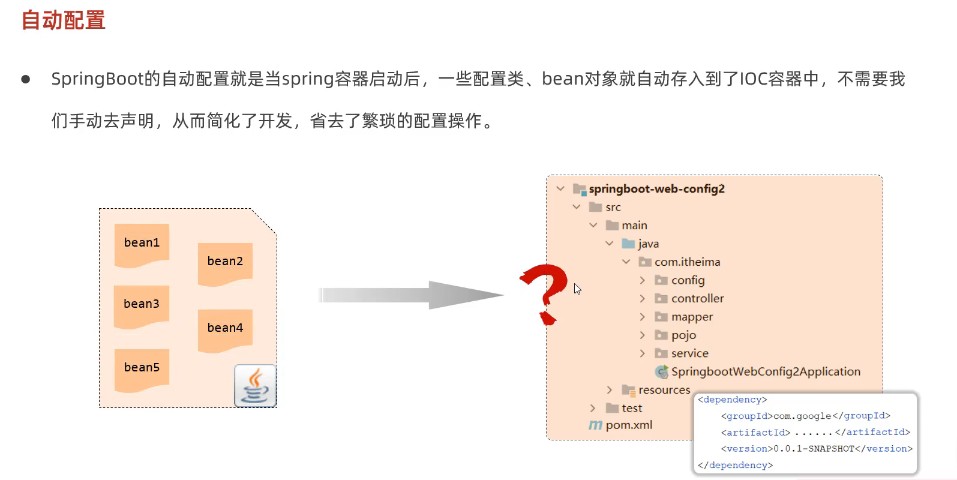 自动配置
● SpringBoot的自动配置就是当spring容器启动后，一些配置类、bean对象就自动存入到了IOC容器中，不需要我
们手动去声明，从而简化了开发，省去了繁琐的配置操作。
bean1
bean2
bean3
bean4
bean5
?
springboot-web-config2
src
main
java
com.itheima
config
controller
mapper
pojo
service
SpringbootWebConfig2Application
resources
test
pom.xml
<dependency>
<groupId>com.google</groupId>
<artifactId> ...... </artifactId>
<version>0.0.1-SNAPSHOT</version>
</dependency>